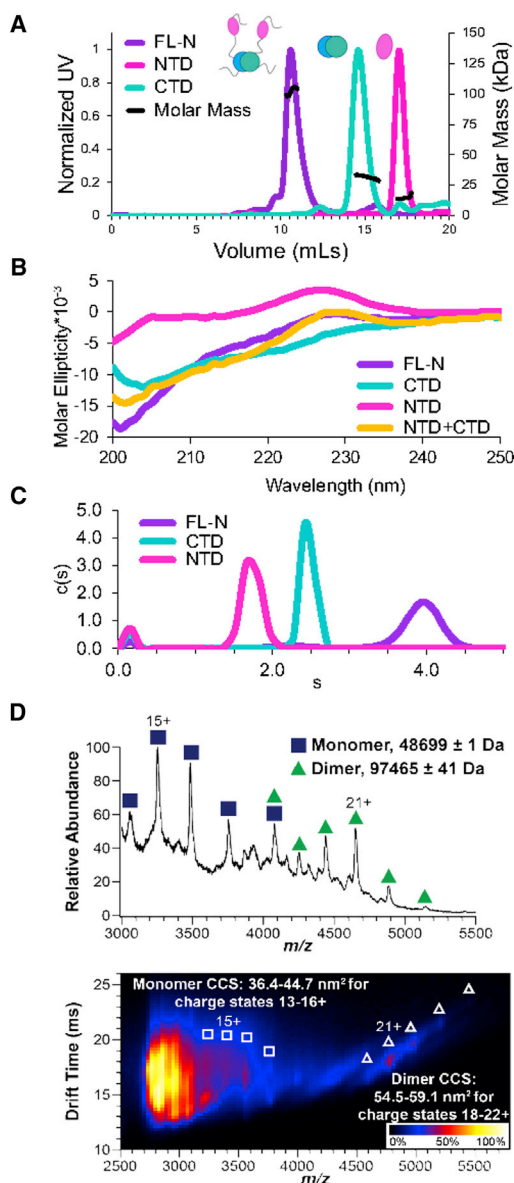 A
FL-N
NTD
CTD
Molar Mass
Normalized UV
1
0.8
0.6
0.4
0.2
0
Molar Mass (kDa)
150
125
100
75
50
25
0
0 5 10 15 20
Volume (mLs)
B
Molar Ellipticity*10⁻³
5
0
-5
-10
-15
-20
FL-N
CTD
NTD
NTD+CTD
200 210 220 230 240 250
Wavelength (nm)
C
FL-N
CTD
NTD
c(s)
5.0
4.0
3.0
2.0
1.0
0.0
0.0 2.0 4.0
s
D
15+
Monomer, 48699 ± 1 Da
Dimer, 97465 ± 41 Da
21+
Relative Abundance
100
80
60
40
20
0
3000 3500 4000 4500 5000 5500
m/z
Monomer CCS: 36.4-44.7 nm² for
charge states 13-16+
15+
21+
Dimer CCS:
54.5-59.1 nm² for
charge states 18-22+
0% 50% 100%
Drift Time (ms)
25
20
15
10
2500 3000 3500 4000 4500 5000 5500
m/z